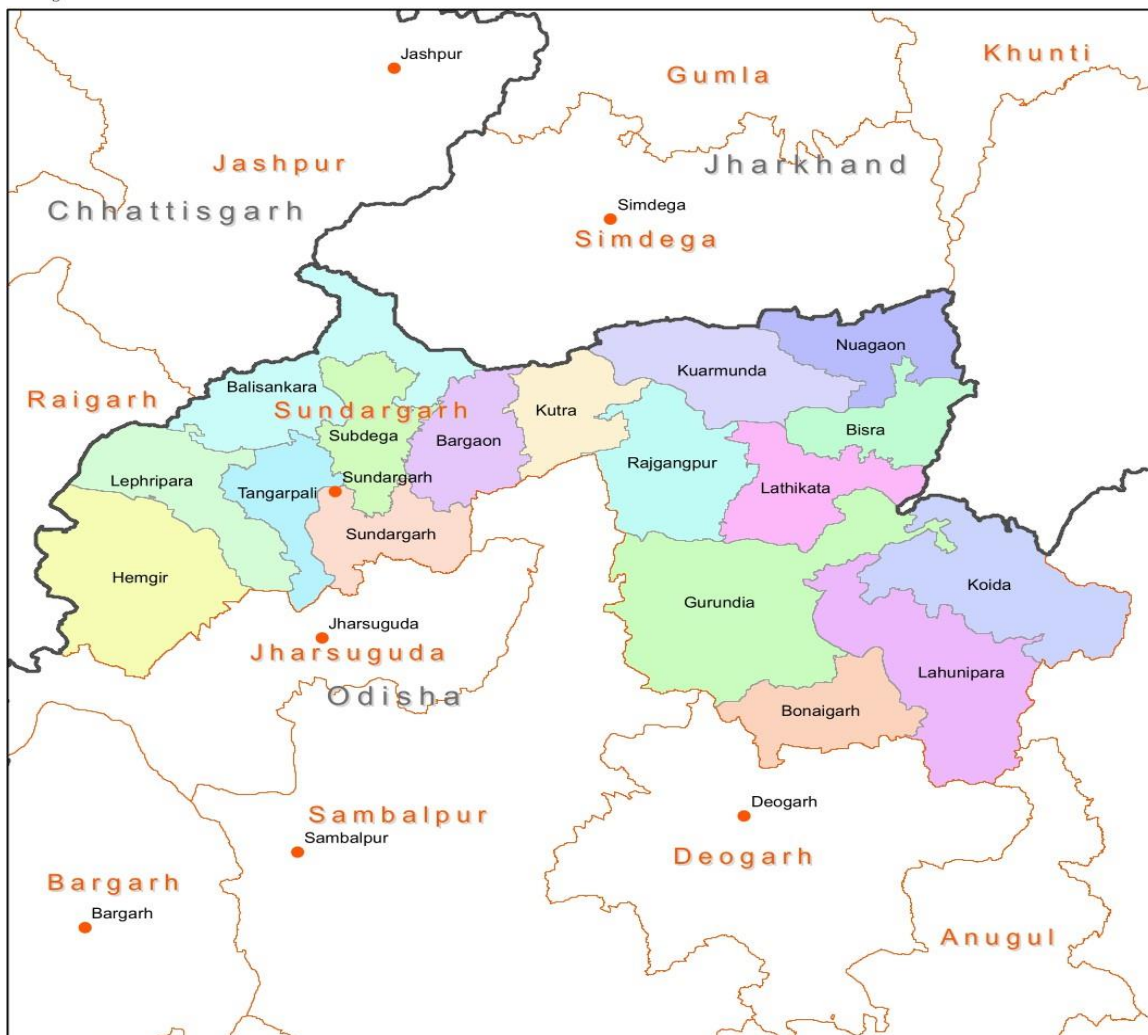 Jashpur
Khunti
Gumla
Jashpur
Jharkhand
Chhattisgarh
Simdega
Simdega
Nuagaon
Kuarmunda
Balisankara
Raigarh
Sundargarh
Kutra
Subdega
Bargaon
Bisra
Rajgangpur
Lephripara
Sundargarh
Tangarpali
Lathikata
Sundargarh
Hemgir
Koida
Gurundia
Jharsuguda
Jharsuguda
Lahunipara
Odisha
Bonaigarh
Deogarh
Sambalpur
Sambalpur
Deogarh
Bargarh
Bargarh
Anugul